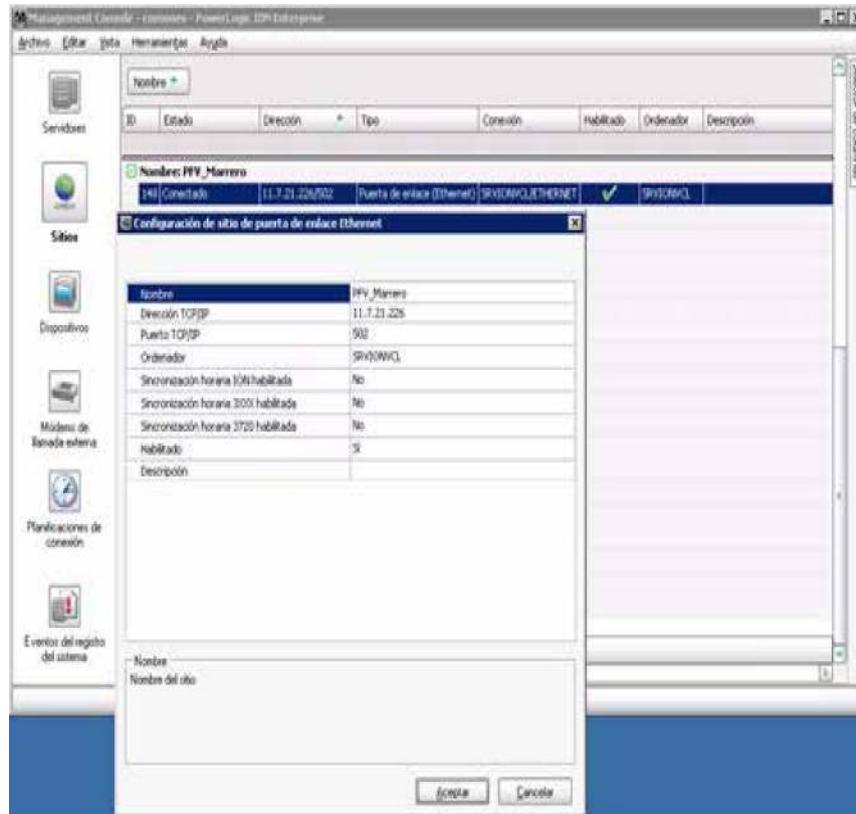 Management Console - conexiones - PowerLogic ION Enterprise
Archivo Editar Vista Herramientas Ayuda
Nombre
ID Estado Dirección Tipo Conexión Habilitado Ordenador Descripción
Nombre: PFV_Marrero
Conectado 11.7.21.226/502 Puerta de enlace (Ethernet) SRVIONVCL/ETHERNET SRVIONVCL
Servidores
Sitios
Dispositivos
Módems de
llamada externa
Planificaciones de
conexión
Eventos del registro
del sistema
Configuración de sitio de puerta de enlace Ethernet
Nombre PFV_Marrero
Dirección TCP/IP 11.7.21.226
Puerto TCP/IP 502
Ordenador SRVIONVCL
Sincronización horaria ION habilitada No
Sincronización horaria 3XXX habilitada No
Sincronización horaria 3720 habilitada No
Habilitado Sí
Descripción
Nombre
Nombre del sitio
Aceptar Cancelar